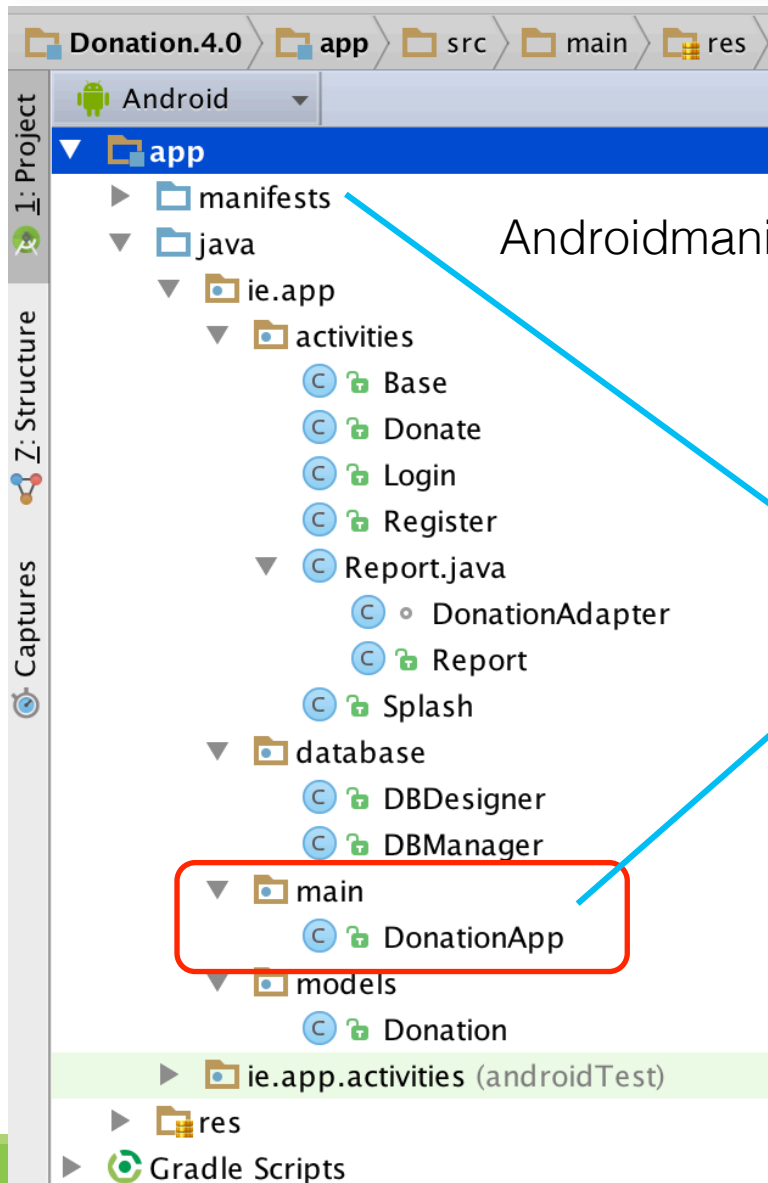 Donation.4.0 app src main res
1: Project
Z: Structure
Captures
Android
app
manifests
Androidmani
java
ie.app
activities
Base
Donate
Login
Register
Report.java
DonationAdapter
Report
Splash
database
DBDesigner
DBManager
main
DonationApp
models
Donation
ie.app.activities (androidTest)
res
Gradle Scripts